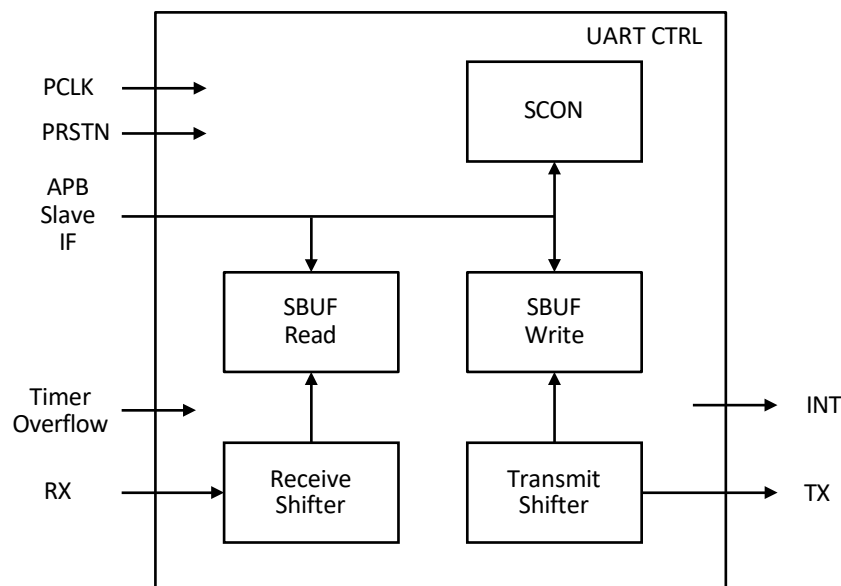 UART CTRL
PCLK
SCON
PRSTN
APB
Slave
IF
SBUF
Read
SBUF
Write
Timer
Overflow
INT
RX
Receive
Shifter
Transmit
Shifter
TX